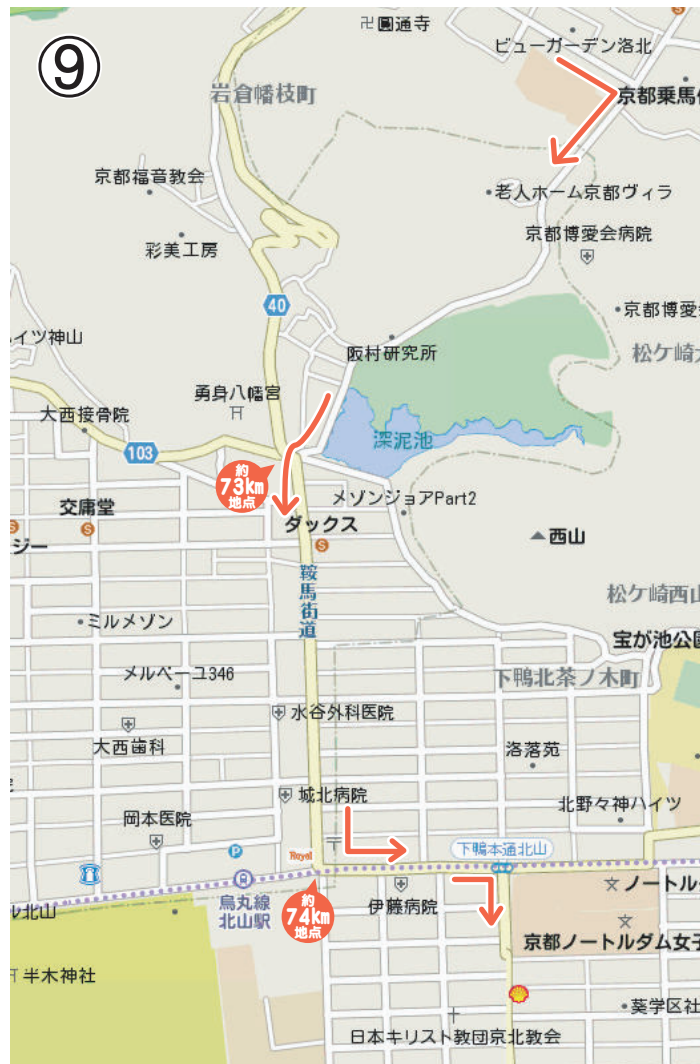 ⑨
圓通寺
ビューガーデン洛北
岩倉幡枝町
京都乗馬
京都福音教会
老人ホーム京都ヴィラ
彩美工房
京都博愛会病院
40
京都博愛会
イツ神山
阪村研究所
松ケ崎
勇身八幡宮
大西接骨院
深泥池
103
約
73km
地点
メゾンジョアPart2
交庸堂
ダックス
西山
ジー
鞍馬街道
松ケ崎西山
ミルメゾン
宝が池公園
メルベーユ346
下鴨北茶ノ木町
水谷外科医院
大西歯科
洛落苑
城北病院
北野々神ハイツ
岡本医院
下鴨本通北山
P
Royal
烏丸線
北山駅
約
74km
地点
伊藤病院
ノートル
ル北山
京都ノートルダム女子
半木神社
葵学区社
日本キリスト教団京北教会